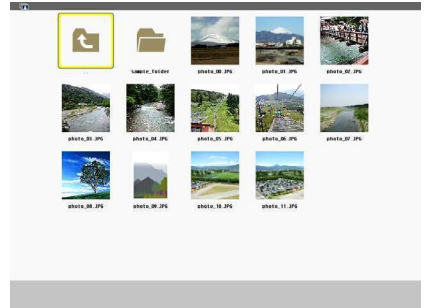 ..
sample_folder
photo_00.JPG
photo_01.JPG
photo_02.JPG
photo_03.JPG
photo_04.JPG
photo_05.JPG
photo_06.JPG
photo_07.JPG
photo_08.JPG
photo_09.JPG
photo_10.JPG
photo_11.JPG